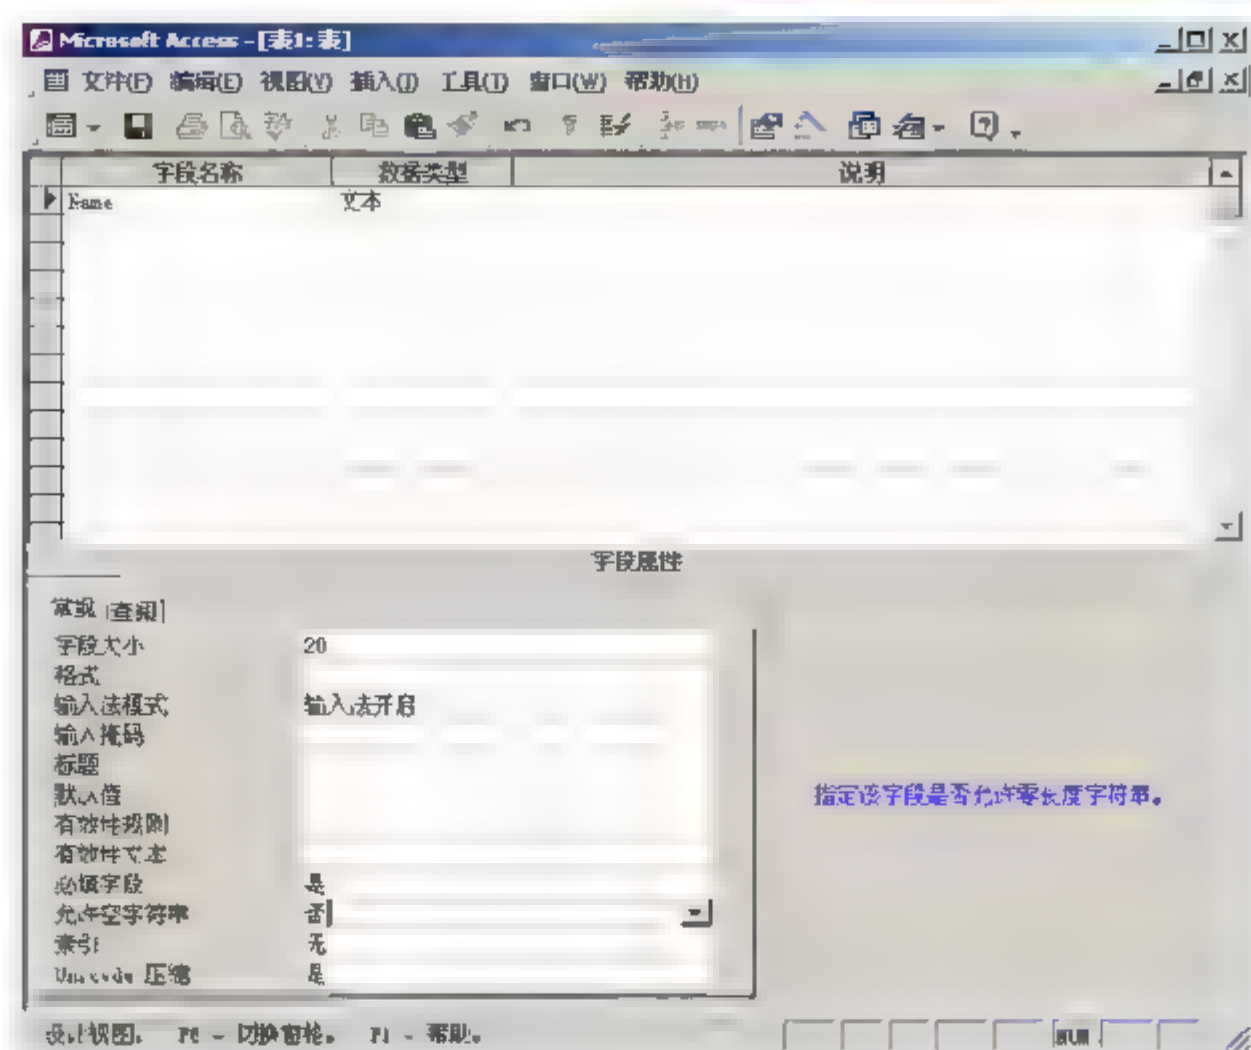 Microsoft Access - [表1:表]
文件(F) 编辑(E) 视图(V) 插入(I) 工具(T) 窗口(W) 帮助(H)
字段名称 数据类型 说明
Name 文本
字段属性
常规 查阅
字段大小 20
格式
输入法模式 输入法开启
输入掩码
标题
默认值
有效性规则
有效性文本
必填字段 是
允许空字符串 否
索引 无
Unicode 压缩 是
指定该字段是否允许零长度字符串。
设计视图。 F6 = 切换窗格。 F1 = 帮助。
NUM